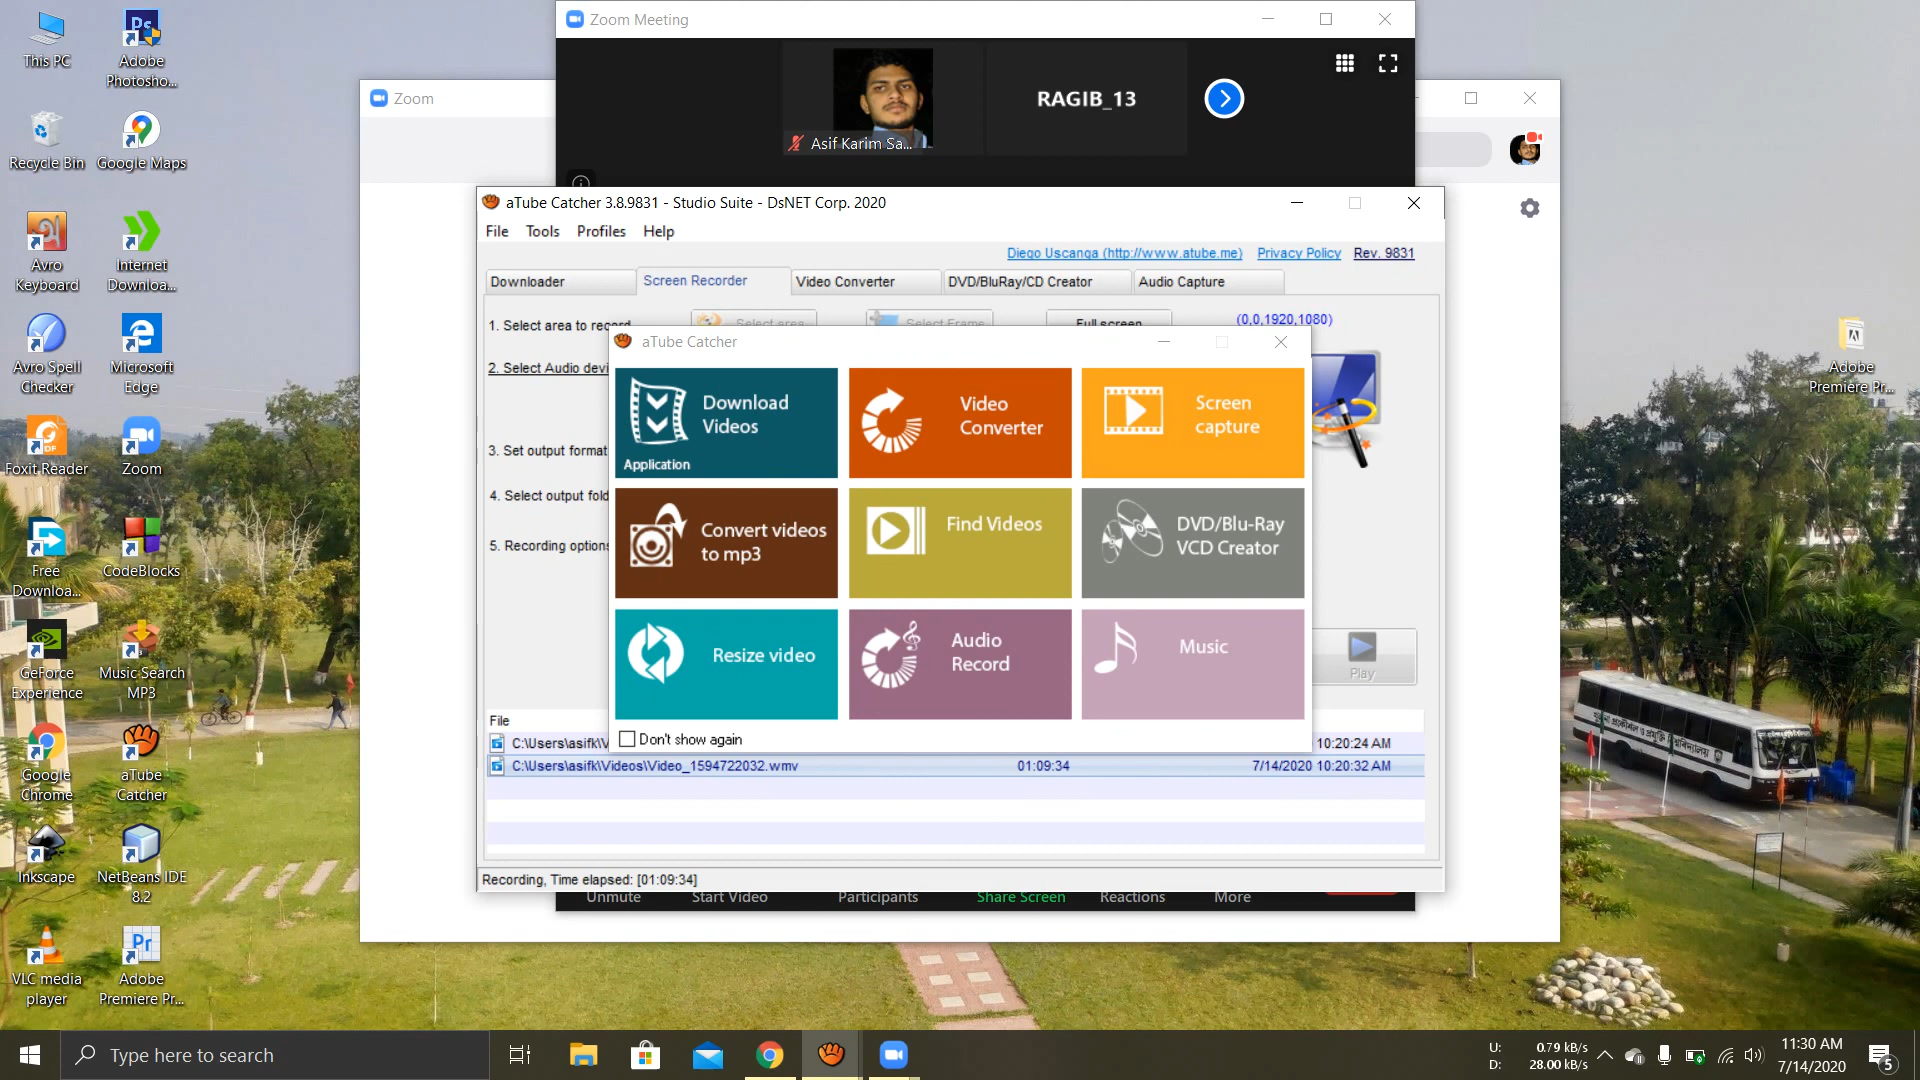 This PC
Adobe
Photosho...
Recycle Bin
Google Maps
Avro
Keyboard
Internet
Downloa...
Avro Spell
Checker
Microsoft
Edge
Foxit Reader
Zoom
Free
Downloa...
CodeBlocks
GeForce
Experience
Music Search
MP3
Google
Chrome
aTube
Catcher
Inkscape
NetBeans IDE
8.2
VLC media
player
Adobe
Premiere Pr...
Adobe
Premiere Pr...
Zoom Meeting
Asif Karim Sa...
RAGIB_13
Zoom
aTube Catcher 3.8.9831 - Studio Suite - DsNET Corp. 2020
File Tools Profiles Help
Diego Uscanga (http://www.atube.me) Privacy Policy Rev. 9831
Downloader Screen Recorder Video Converter DVD/BluRay/CD Creator Audio Capture
1. Select area to record Select area Select Frame Full screen (0,0,1920,1080)
2. Select Audio devi
3. Set output format
4. Select output fold
5. Recording options
Play
aTube Catcher
Download
Videos
Application
Video
Converter
Screen
capture
Convert videos
to mp3
Find Videos
DVD/Blu-Ray
VCD Creator
Resize video
Audio
Record
Music
Don't show again
File
C:\Users\asifk\V 10:20:24 AM
C:\Users\asifk\Videos\Video_1594722032.wmv 01:09:34 7/14/2020 10:20:32 AM
Recording, Time elapsed: [01:09:34]
Unmute Start Video Participants Share Screen Reactions More
Type here to search
U: 0.79 kB/s
D: 28.00 kB/s
11:30 AM
7/14/2020
5